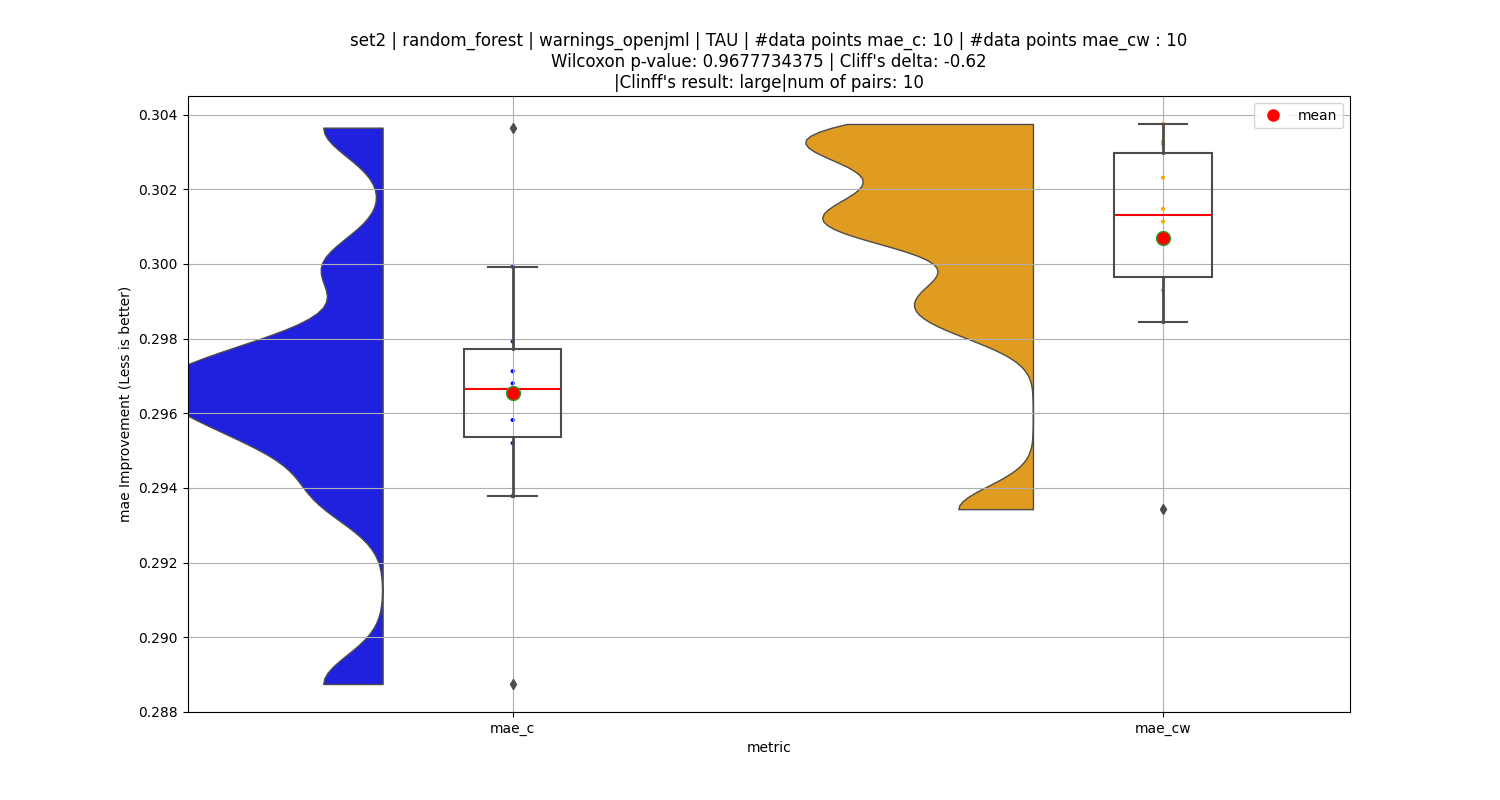 set2 | random_forest | warnings_openjml | TAU | #data points mae_c: 10 | #data points mae_cw : 10
Wilcoxon p-value: 0.9677734375 | Cliff's delta: -0.62
|Clinff's result: large|num of pairs: 10
mean
0.304
0.302
0.300
0.298
0.296
0.294
0.292
0.290
0.288
mae Improvement (Less is better)
mae_c
mae_cw
metric